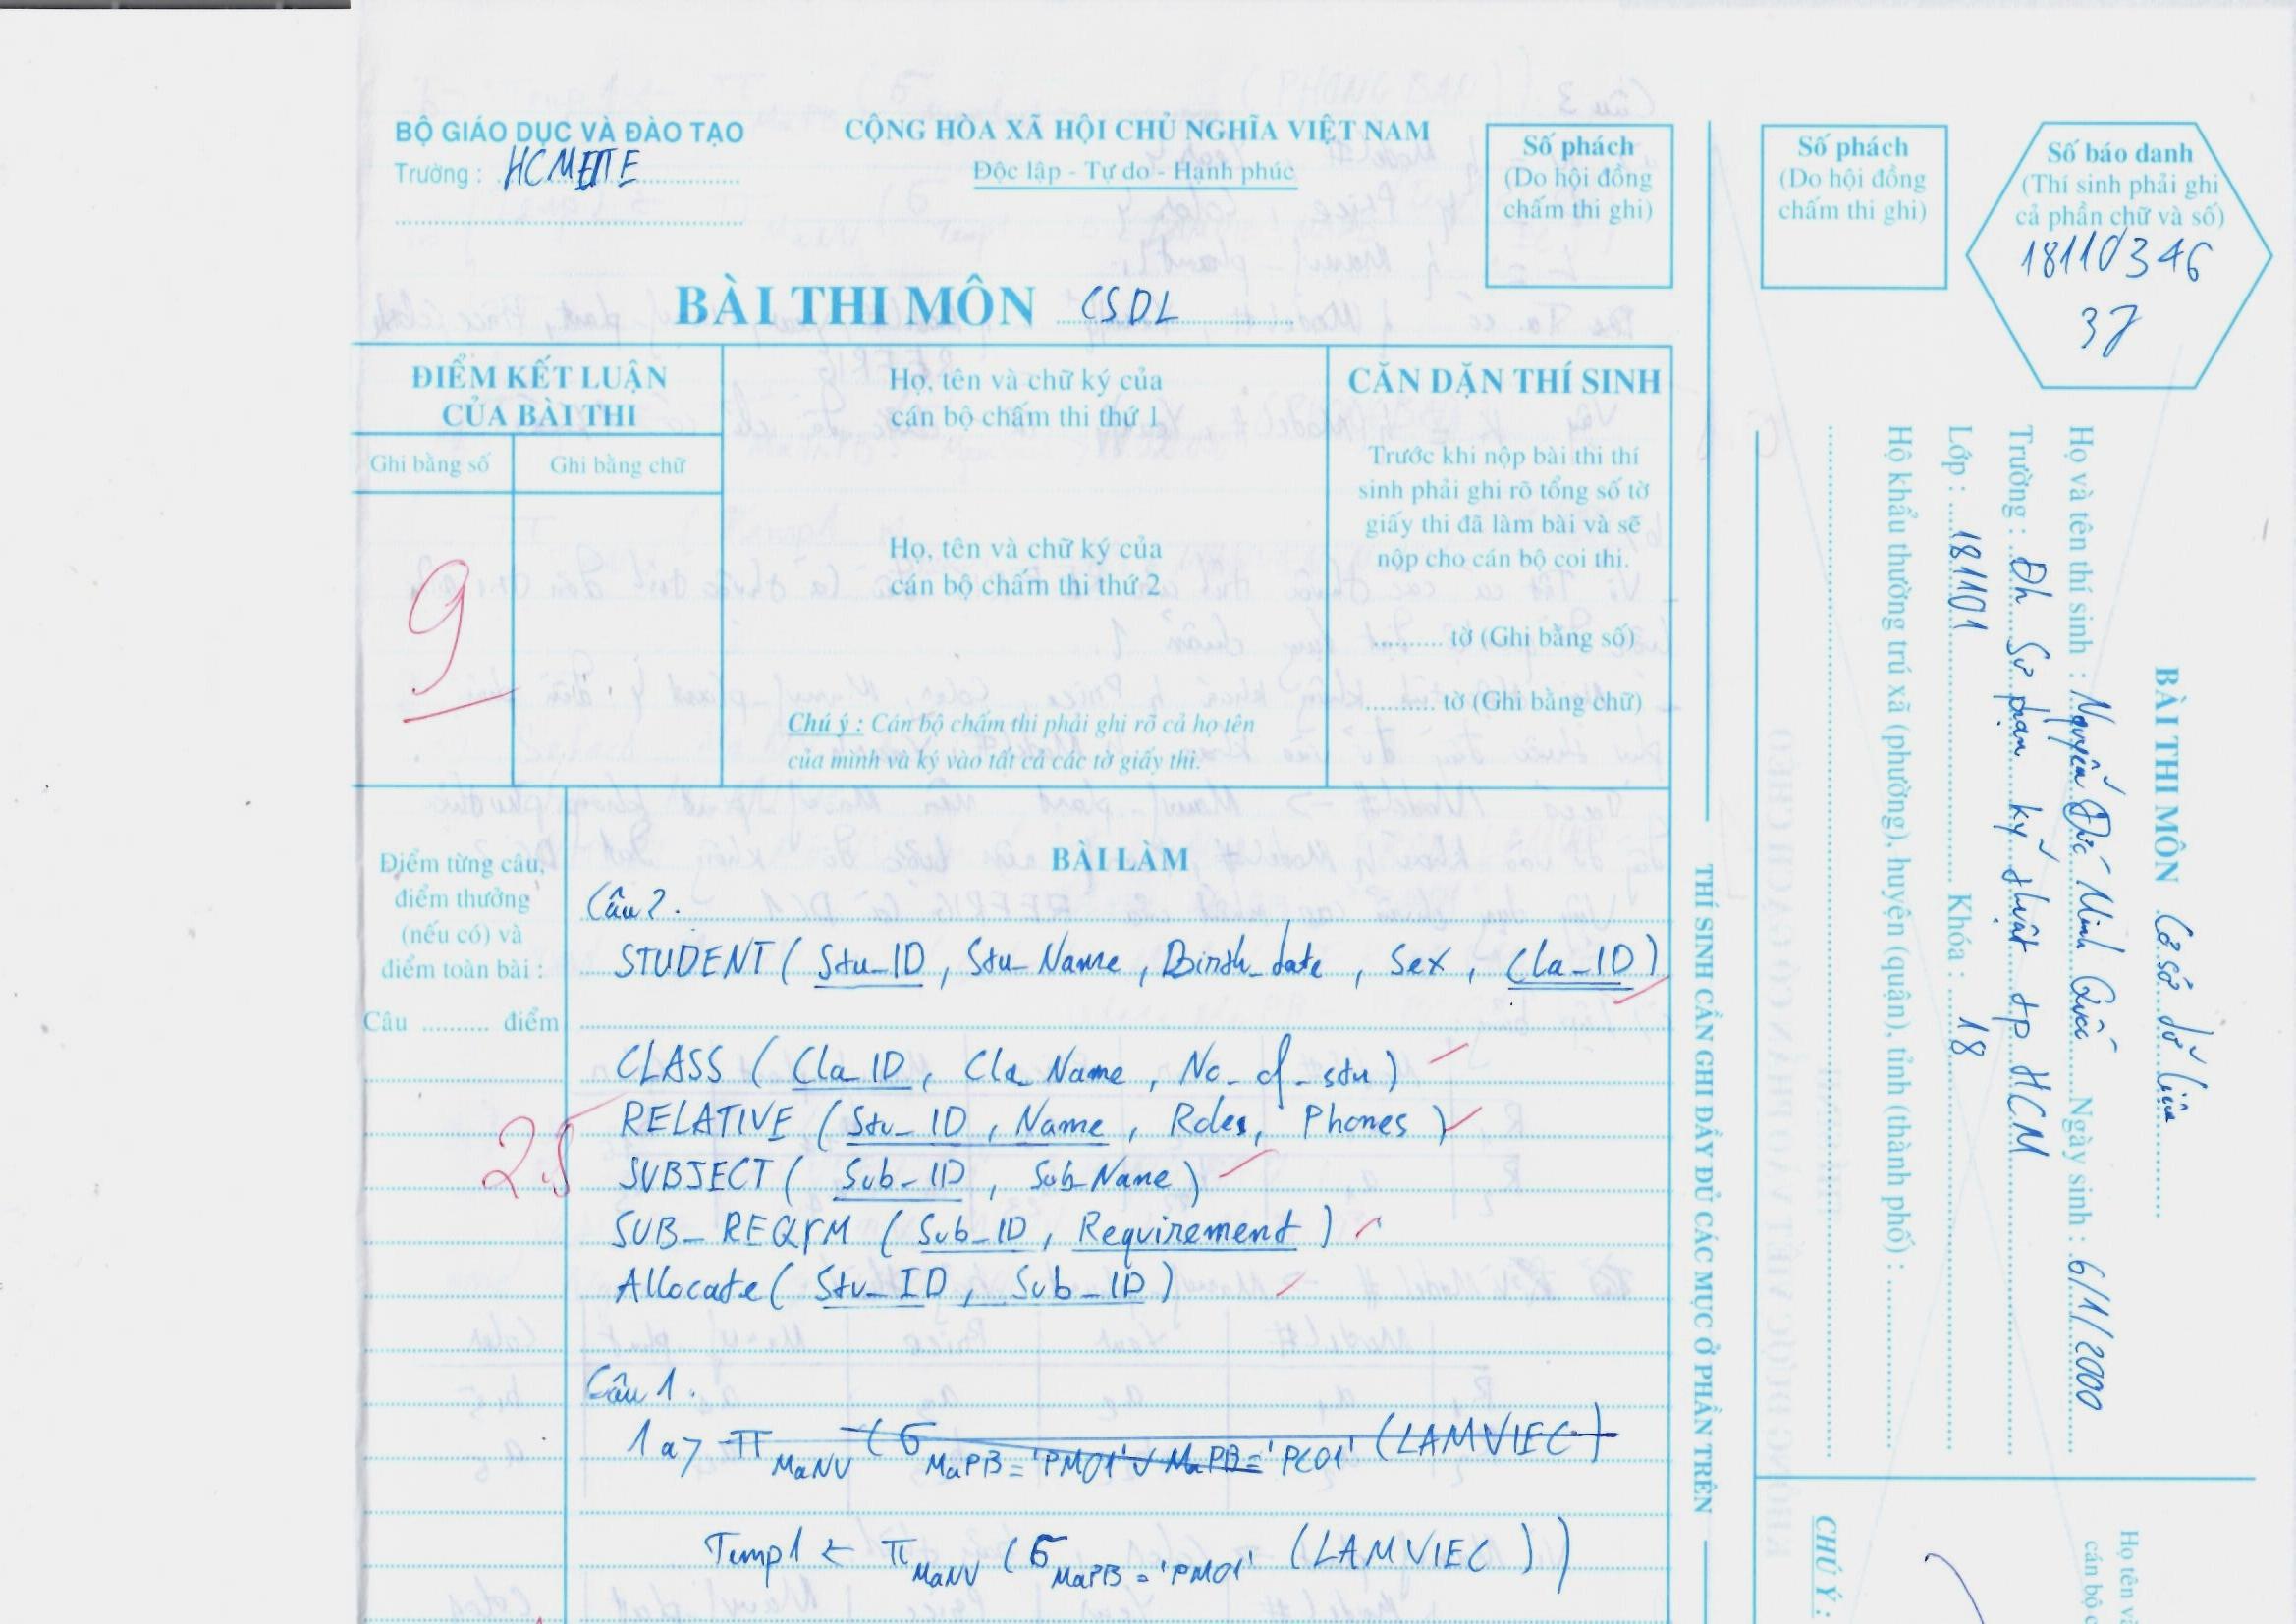 BỘ GIÁO DỤC VÀ ĐÀO TẠO
Trường : HCMUTE
CỘNG HÒA XÃ HỘI CHỦ NGHĨA VIỆT NAM
Độc lập - Tự do - Hạnh phúc
Số phách
(Do hội đồng
chấm thi ghi)
BÀI THI MÔN CSDL
ĐIỂM KẾT LUẬN
CỦA BÀI THI
Ghi bằng số
Ghi bằng chữ
9
Họ, tên và chữ ký của
cán bộ chấm thi thứ 1
Họ, tên và chữ ký của
cán bộ chấm thi thứ 2
Chú ý : Cán bộ chấm thi phải ghi rõ cả họ tên
của mình và ký vào tất cả các tờ giấy thi.
CĂN DẶN THÍ SINH
Trước khi nộp bài thi thí
sinh phải ghi rõ tổng số tờ
giấy thi đã làm bài và sẽ
nộp cho cán bộ coi thi.
........... tờ (Ghi bằng số)
........... tờ (Ghi bằng chữ)
Điểm từng câu,
điểm thưởng
(nếu có) và
điểm toàn bài :
Câu .......... điểm
2.5
BÀI LÀM
Câu 2.
STUDENT ( Stu_ID , Stu_Name , Birth_date , Sex , Cla_ID )
CLASS ( Cla_ID , Cla_Name , No_of_stu )
RELATIVE ( Stu_ID , Name , Roles , Phones )
SUBJECT ( Sub_ID , Sub_Name )
SUB_REQRM ( Sub_ID , Requirement )
Allocate ( Stu_ID , Sub_ID )
Câu 1.
1a> π MaNV ( σ MaPB = 'PM01' ∨ MaPB = 'PC01' (LAMVIEC )
Temp1 ← π MaNV ( σ MaPB = 'PM01' (LAMVIEC ) )
THÍ SINH CẦN GHI ĐẦY ĐỦ CÁC MỤC Ở PHẦN TRÊN
Số phách
(Do hội đồng
chấm thi ghi)
Số báo danh
(Thí sinh phải ghi
cả phần chữ và số)
18110346
37
BÀI THI MÔN Cơ sở dữ liệu
Họ và tên thí sinh : Nguyễn Đức Minh Quốc Ngày sinh : 6/1/2000
Trường : Đh Sư phạm kỹ thuật tp HCM
Lớp : 181101 Khóa : 18
Hộ khẩu thường trú xã (phường), huyện (quận), tỉnh (thành phố) :
CHÚ Ý :
Họ tên và
cán bộ c